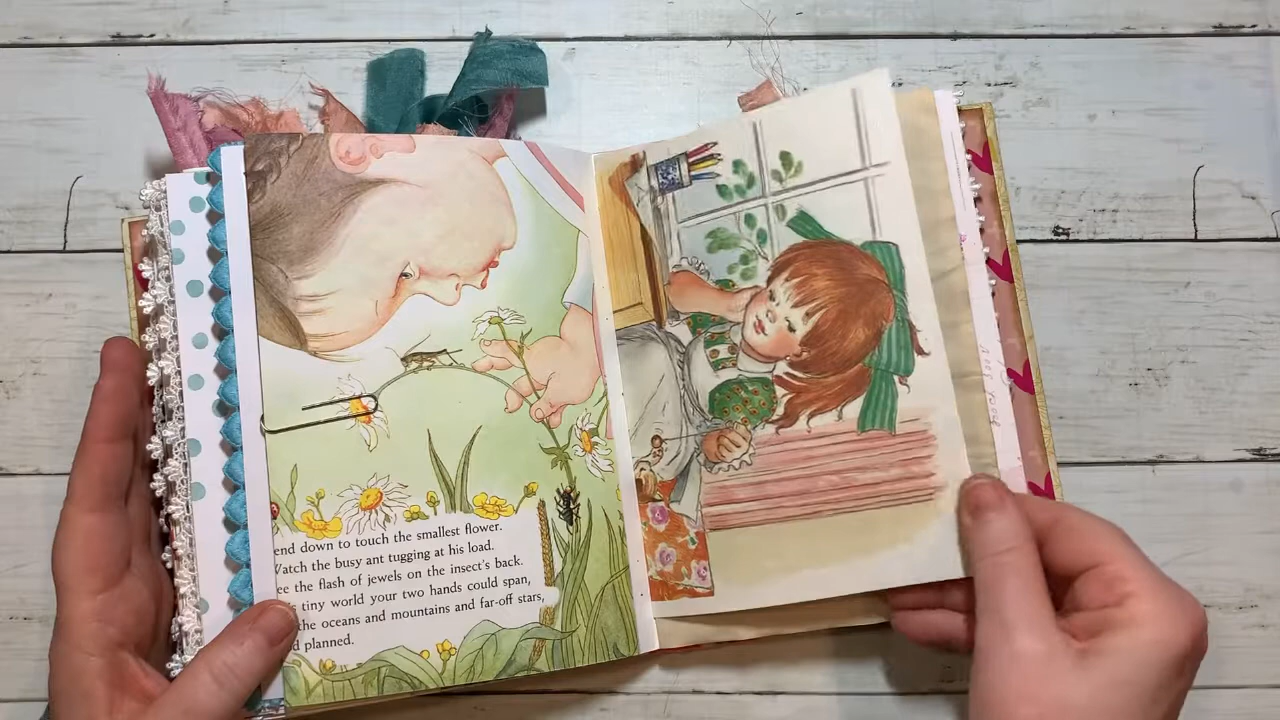 end down to touch the smallest flower.
Watch the busy ant tugging at his load.
ee the flash of jewels on the insect's back.
s tiny world your two hands could span,
the oceans and mountains and far-off stars,
d planned.